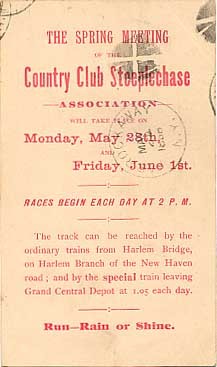 THE SPRING MEETING
OF THE
Country Club Steeplechase
ASSOCIATION
WILL TAKE PLACE ON
Monday, May 28th,
AND
Friday, June 1st.
RACES BEGIN EACH DAY AT 2 P. M.
The track can be reached by the
ordinary trains from Harlem Bridge,
on Harlem Branch of the New Haven
road; and by the special train leaving
Grand Central Depot at 1.05 each day.
Run—Rain or Shine.